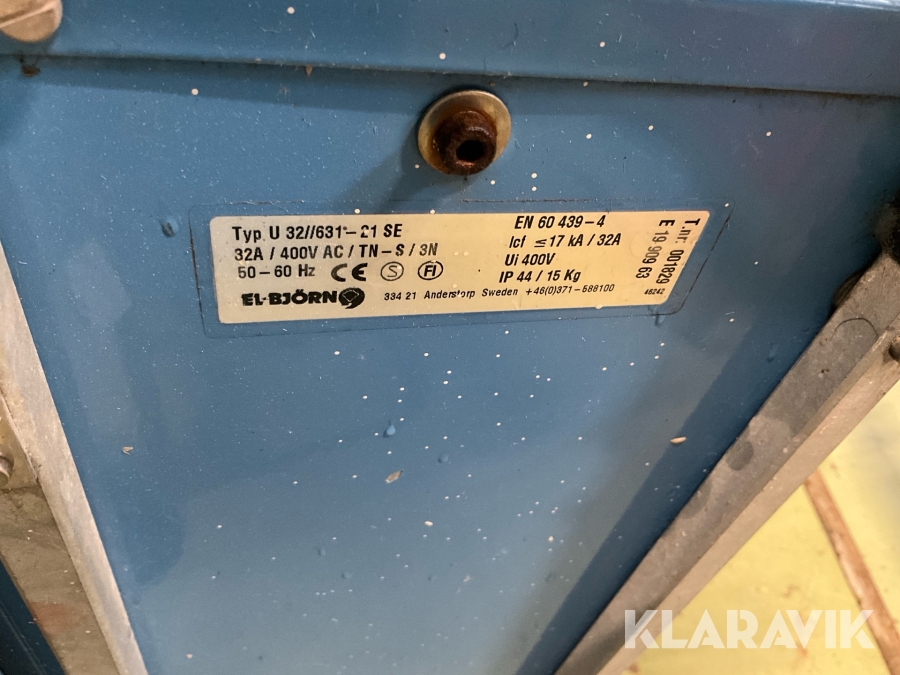 Typ U 32//631-21 SE
32A / 400V AC / TN-S / 3N
50-60 Hz CE S FI
EL-BJÖRN
334 21 Anderstorp Sweden +46(0)371-588100
EN 60 439-4
Icf ≤ 17 kA / 32A
Ui 400V
IP 44 / 15 Kg
T.nr: 001829
E 19 909 63
46242
KLARAVIK